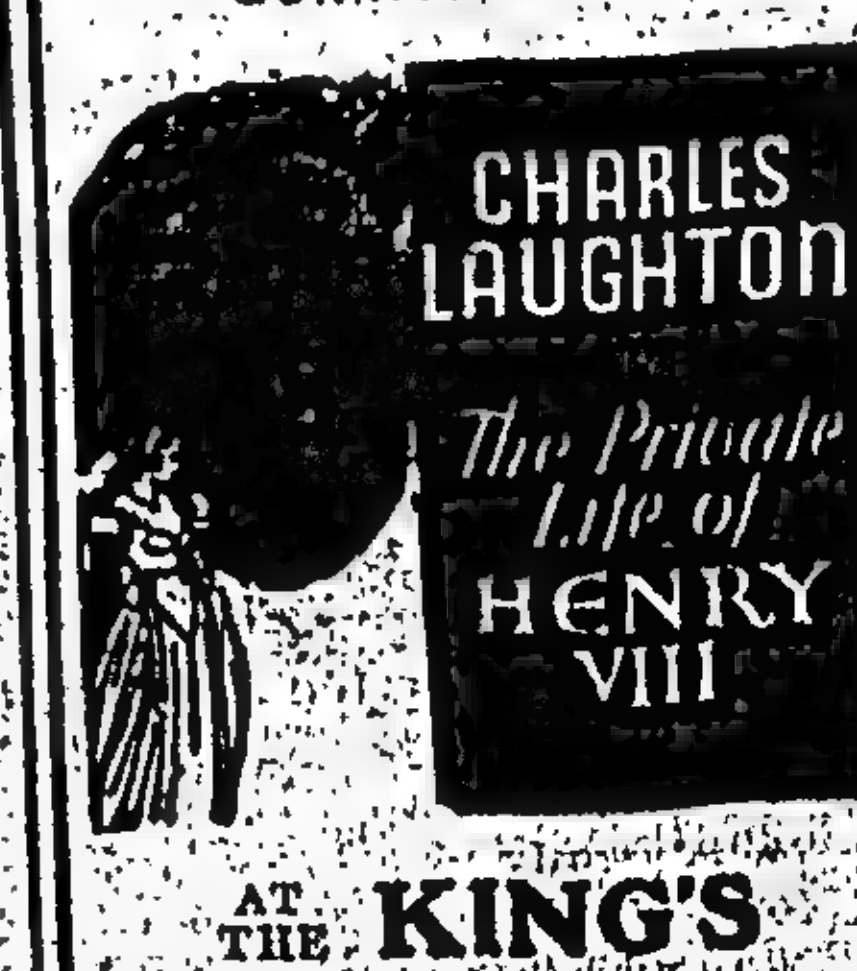 CHARLES
LAUGHTON
The Private
Life of
HENRY
VIII
AT
THE KING'S